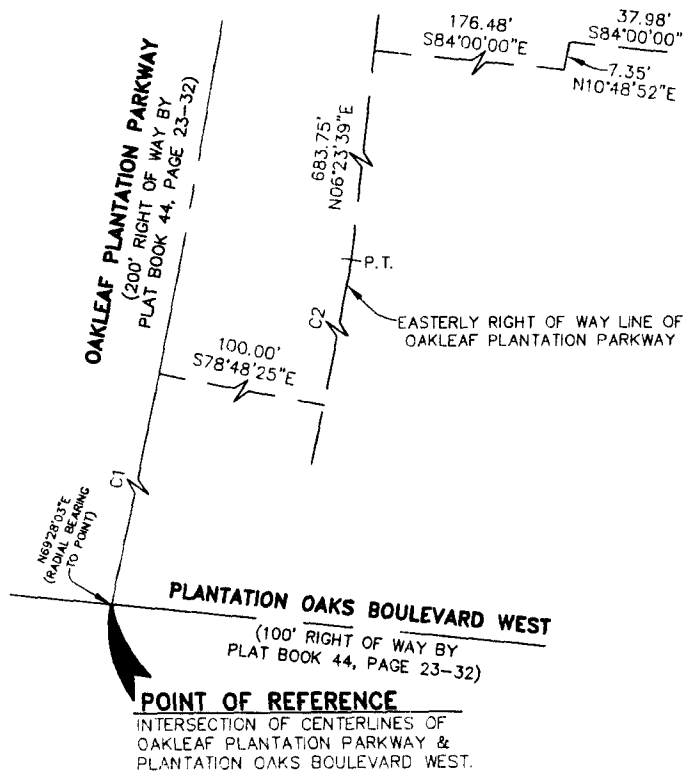 176.48'
S84°00'00"E
37.98'
S84°00'00"
7.35'
N10°48'52"E
OAKLEAF PLANTATION PARKWAY
(200' RIGHT OF WAY BY
PLAT BOOK 44, PAGE 23-32)
683.75'
N06°23'39"E
P.T.
C2
EASTERLY RIGHT OF WAY LINE OF
OAKLEAF PLANTATION PARKWAY
100.00'
S78°48'25"E
C1
N69°28'03"E
(RADIAL BEARING
TO POINT)
PLANTATION OAKS BOULEVARD WEST
(100' RIGHT OF WAY BY
PLAT BOOK 44, PAGE 23-32)
POINT OF REFERENCE
INTERSECTION OF CENTERLINES OF
OAKLEAF PLANTATION PARKWAY &
PLANTATION OAKS BOULEVARD WEST.